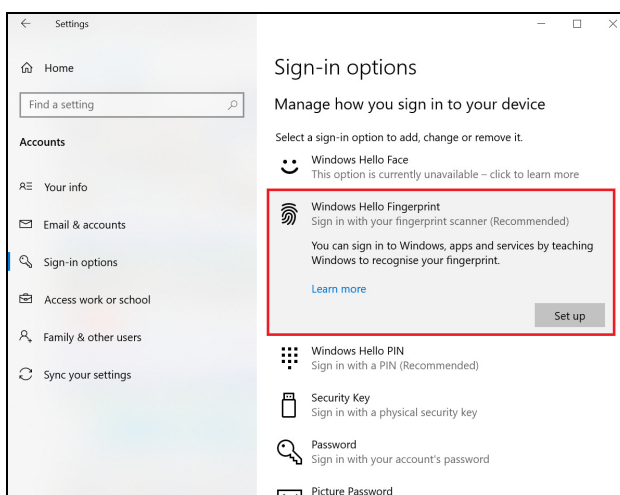 Settings
Home
Find a setting
Accounts
Your info
Email & accounts
Sign-in options
Access work or school
Family & other users
Sync your settings
Sign-in options
Manage how you sign in to your device
Select a sign-in option to add, change or remove it.
Windows Hello Face
This option is currently unavailable – click to learn more
Windows Hello Fingerprint
Sign in with your fingerprint scanner (Recommended)
You can sign in to Windows, apps and services by teaching
Windows to recognise your fingerprint.
Learn more
Set up
Windows Hello PIN
Sign in with a PIN (Recommended)
Security Key
Sign in with a physical security key
Password
Sign in with your account's password
Picture Password